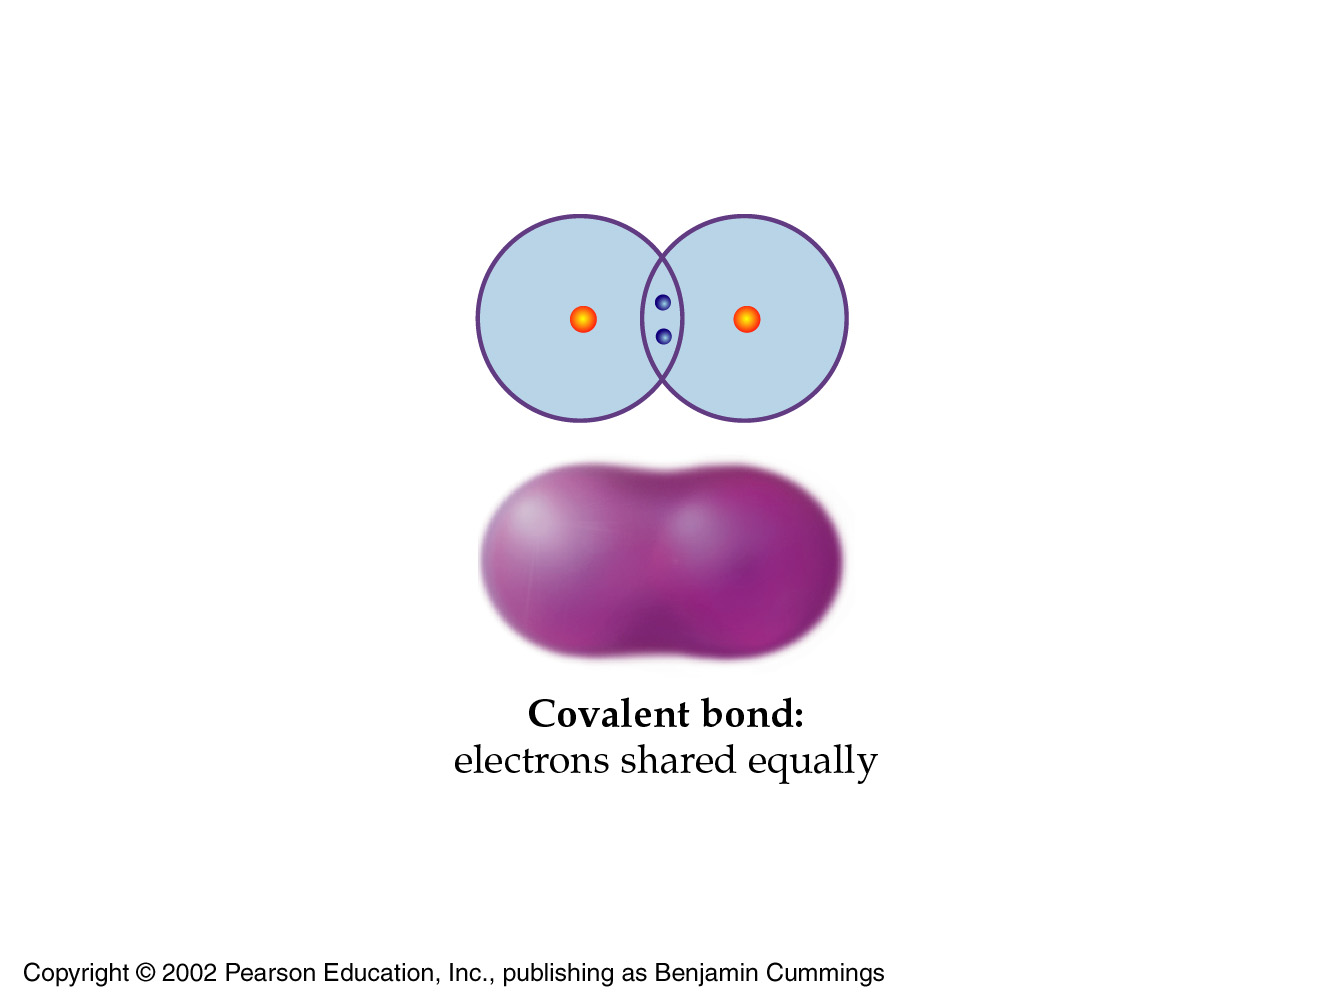 Covalent bond:
electrons shared equally
Copyright © 2002 Pearson Education, Inc., publishing as Benjamin Cummings